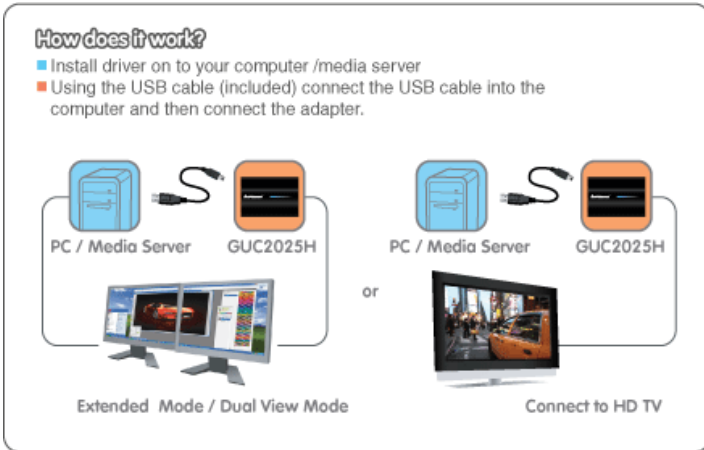 How does it work?
Install driver on to your computer /media server
Using the USB cable (included) connect the USB cable into the
computer and then connect the adapter.
PC / Media Server
GUC2025H
PC / Media Server
GUC2025H
or
Extended Mode / Dual View Mode
Connect to HD TV